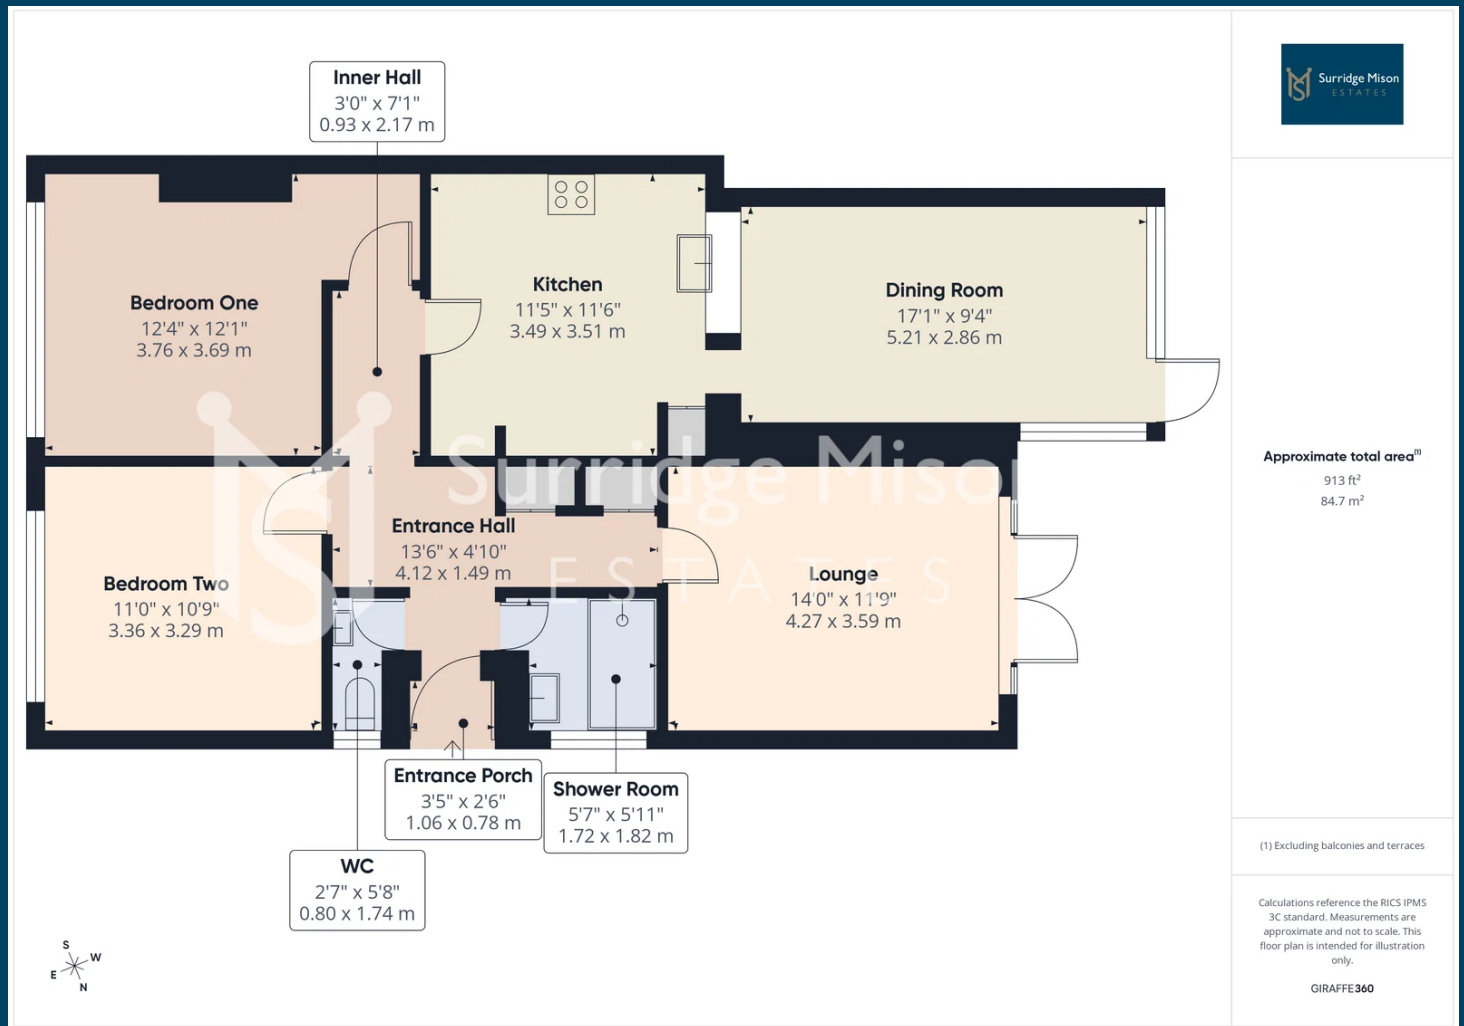 Inner Hall
3'0" x 7'1"
0.93 x 2.17 m
Surridge Mison
ESTATES
Kitchen
11'5" x 11'6"
3.49 x 3.51 m
Dining Room
17'1" x 9'4"
5.21 x 2.86 m
Bedroom One
12'4" x 12'1"
3.76 x 3.69 m
Surridge Mison
ESTATES
Entrance Hall
13'6" x 4'10"
4.12 x 1.49 m
Bedroom Two
11'0" x 10'9"
3.36 x 3.29 m
Lounge
14'0" x 11'9"
4.27 x 3.59 m
Approximate total area(1)
913 ft²
84.7 m²
Entrance Porch
3'5" x 2'6"
1.06 x 0.78 m
Shower Room
5'7" x 5'11"
1.72 x 1.82 m
WC
2'7" x 5'8"
0.80 x 1.74 m
(1) Excluding balconies and terraces
Calculations reference the RICS IPMS
3C standard. Measurements are
approximate and not to scale. This
floor plan is intended for illustration
only.
GIRAFFE360
S
W
E
N